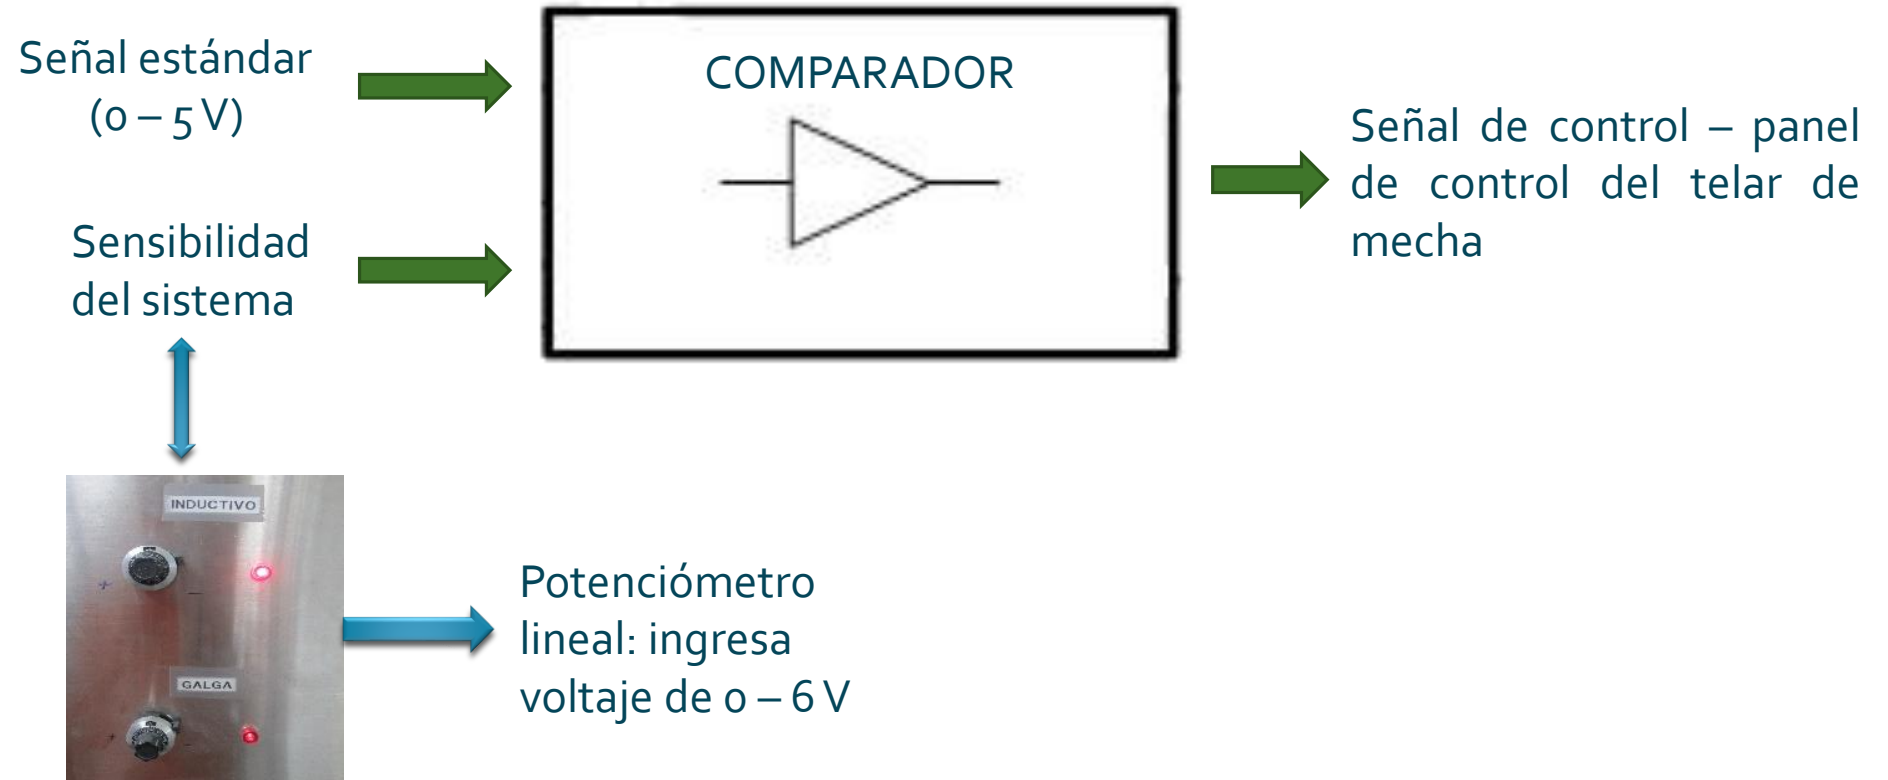 Señal estándar
(0 – 5 V)
COMPARADOR
Señal de control – panel
de control del telar de
mecha
Sensibilidad
del sistema
INDUCTIVO
+
–
GALGA
+
–
Potenciómetro
lineal: ingresa
voltaje de 0 – 6 V